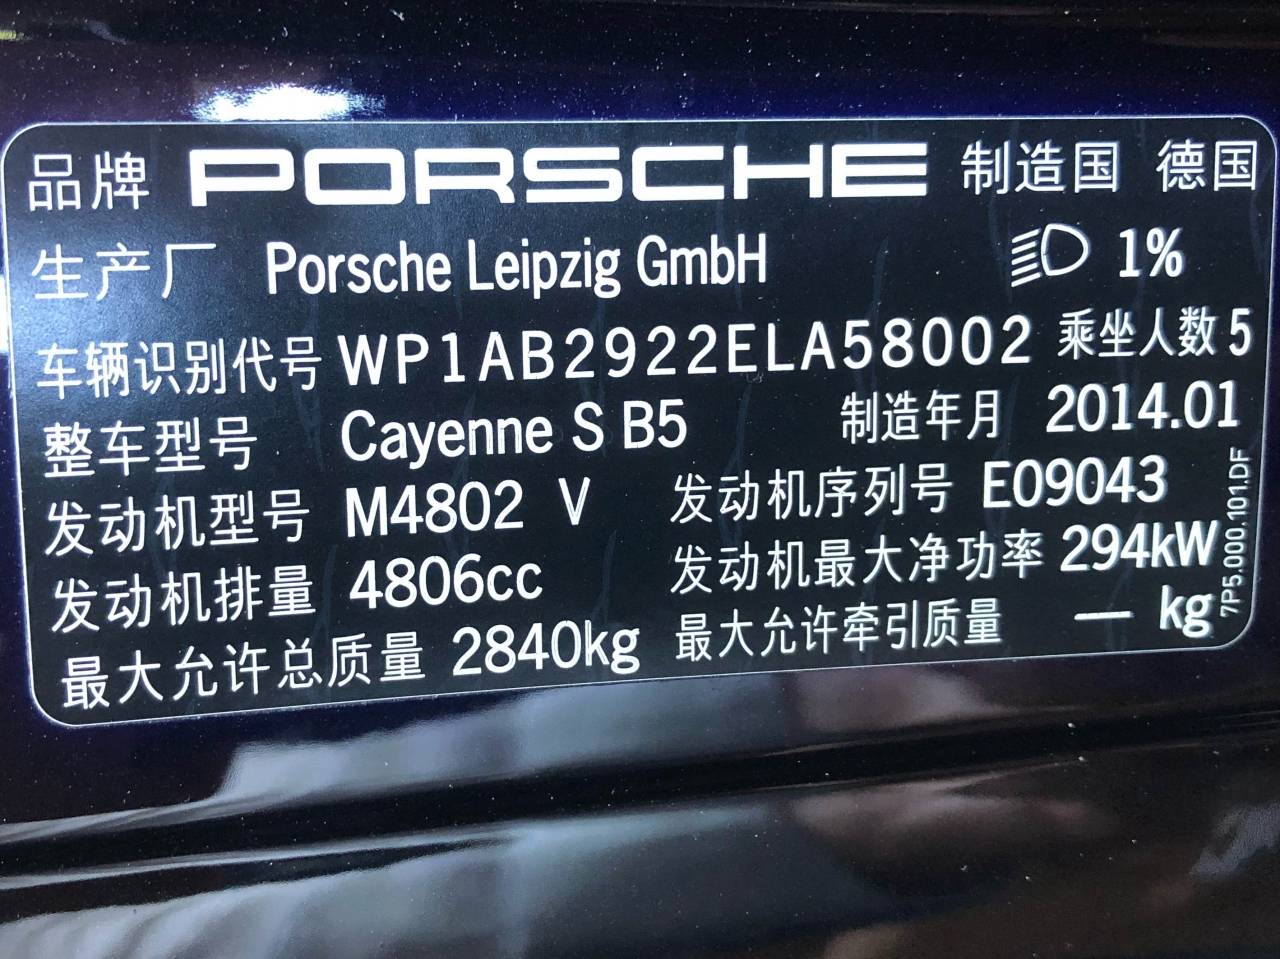 品牌 PORSCHE 制造国 德国
生产厂 Porsche Leipzig GmbH 1%
车辆识别代号 WP1AB2922ELA58002 乘坐人数 5
整车型号 Cayenne S B5 制造年月 2014.01
发动机型号 M4802 V 发动机序列号 E09043
发动机排量 4806cc 发动机最大净功率 294kW
最大允许总质量 2840kg 最大允许牵引质量 — kg
7P5.000.101.DF